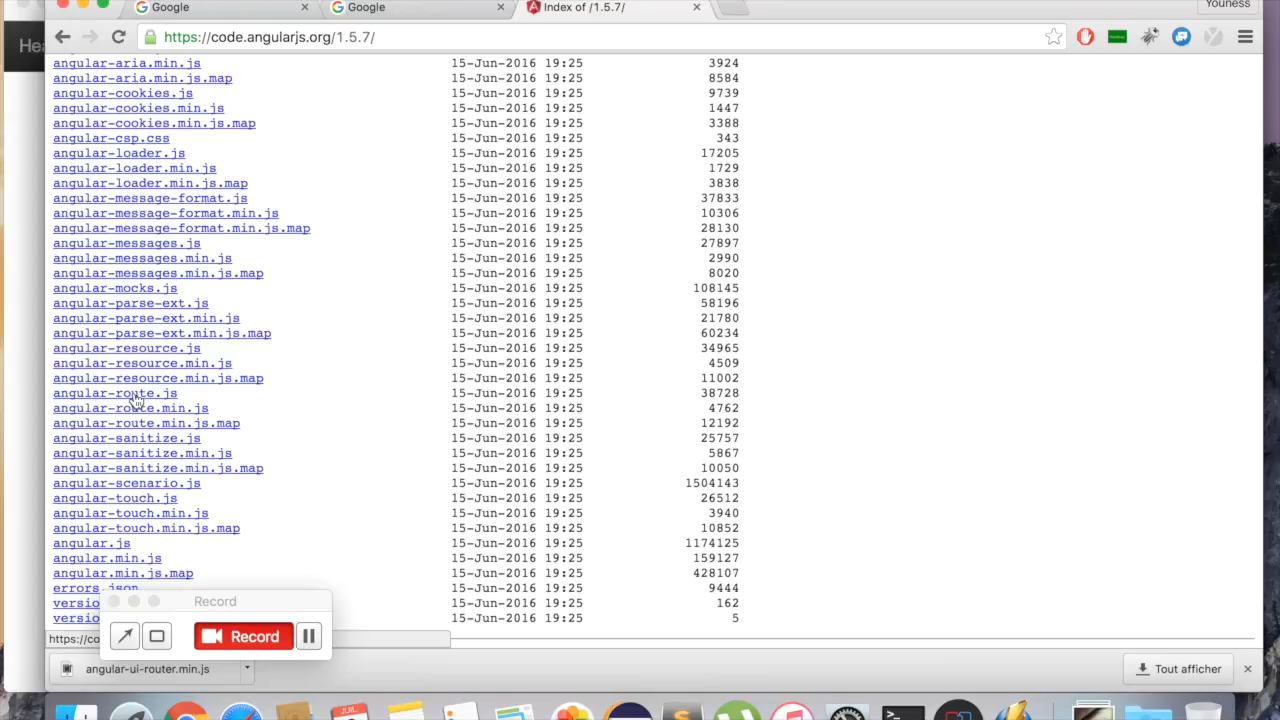 Google
Google
Index of /1.5.7/
Youness
https://code.angularjs.org/1.5.7/
angular-aria.min.js 15-Jun-2016 19:25 3924
angular-aria.min.js.map 15-Jun-2016 19:25 8584
angular-cookies.js 15-Jun-2016 19:25 9739
angular-cookies.min.js 15-Jun-2016 19:25 1447
angular-cookies.min.js.map 15-Jun-2016 19:25 3388
angular-csp.css 15-Jun-2016 19:25 343
angular-loader.js 15-Jun-2016 19:25 17205
angular-loader.min.js 15-Jun-2016 19:25 1729
angular-loader.min.js.map 15-Jun-2016 19:25 3838
angular-message-format.js 15-Jun-2016 19:25 37833
angular-message-format.min.js 15-Jun-2016 19:25 10306
angular-message-format.min.js.map 15-Jun-2016 19:25 28130
angular-messages.js 15-Jun-2016 19:25 27897
angular-messages.min.js 15-Jun-2016 19:25 2990
angular-messages.min.js.map 15-Jun-2016 19:25 8020
angular-mocks.js 15-Jun-2016 19:25 108145
angular-parse-ext.js 15-Jun-2016 19:25 58196
angular-parse-ext.min.js 15-Jun-2016 19:25 21780
angular-parse-ext.min.js.map 15-Jun-2016 19:25 60234
angular-resource.js 15-Jun-2016 19:25 34965
angular-resource.min.js 15-Jun-2016 19:25 4509
angular-resource.min.js.map 15-Jun-2016 19:25 11002
angular-route.js 15-Jun-2016 19:25 38728
angular-route.min.js 15-Jun-2016 19:25 4762
angular-route.min.js.map 15-Jun-2016 19:25 12192
angular-sanitize.js 15-Jun-2016 19:25 25757
angular-sanitize.min.js 15-Jun-2016 19:25 5867
angular-sanitize.min.js.map 15-Jun-2016 19:25 10050
angular-scenario.js 15-Jun-2016 19:25 1504143
angular-touch.js 15-Jun-2016 19:25 26512
angular-touch.min.js 15-Jun-2016 19:25 3940
angular-touch.min.js.map 15-Jun-2016 19:25 10852
angular.js 15-Jun-2016 19:25 1174125
angular.min.js 15-Jun-2016 19:25 159127
angular.min.js.map 15-Jun-2016 19:25 428107
errors.json 15-Jun-2016 19:25 9444
versio 15-Jun-2016 19:25 162
versio 15-Jun-2016 19:25 5
Record
Record
https://co
angular-ui-router.min.js
Tout afficher
JUIL.